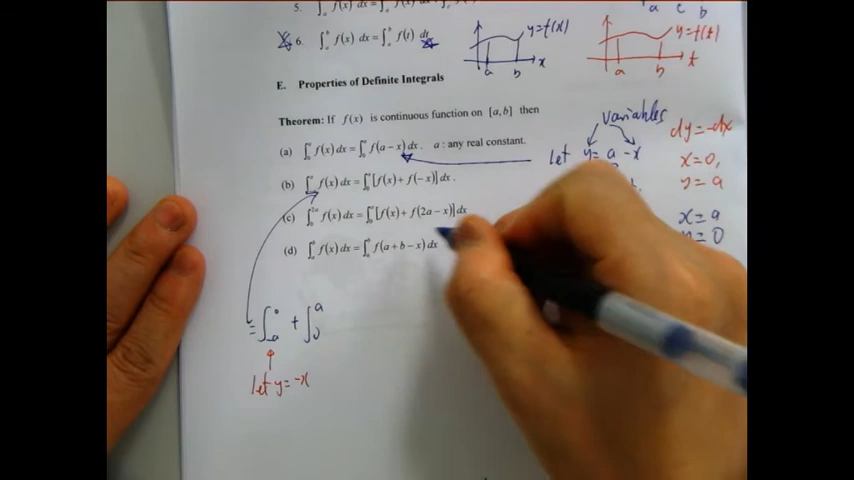 5.
a c b
6. ∫ₐᵇ f(x) dx = ∫ₐᵇ f(t) dt
y=f(x)
a b x
y=f(t)
a b t
E. Properties of Definite Integrals
Theorem: If f(x) is continuous function on [a, b] then
variables
dy = -dx
(a) ∫₀ᵃ f(x) dx = ∫₀ᵃ f(a − x) dx. a : any real constant.
let y = a - x
x=0,
y=a
(b) ∫₋ₐᵃ f(x) dx = ∫₀ᵃ [f(x) + f(−x)] dx.
(c) ∫₀²ᵃ f(x) dx = ∫₀ᵃ [f(x) + f(2a − x)] dx
x=a
(d) ∫ₐᵇ f(x) dx = ∫ₐᵇ f(a + b − x) dx
= ∫₋ₐ⁰ + ∫₀ᵃ
let y = -x